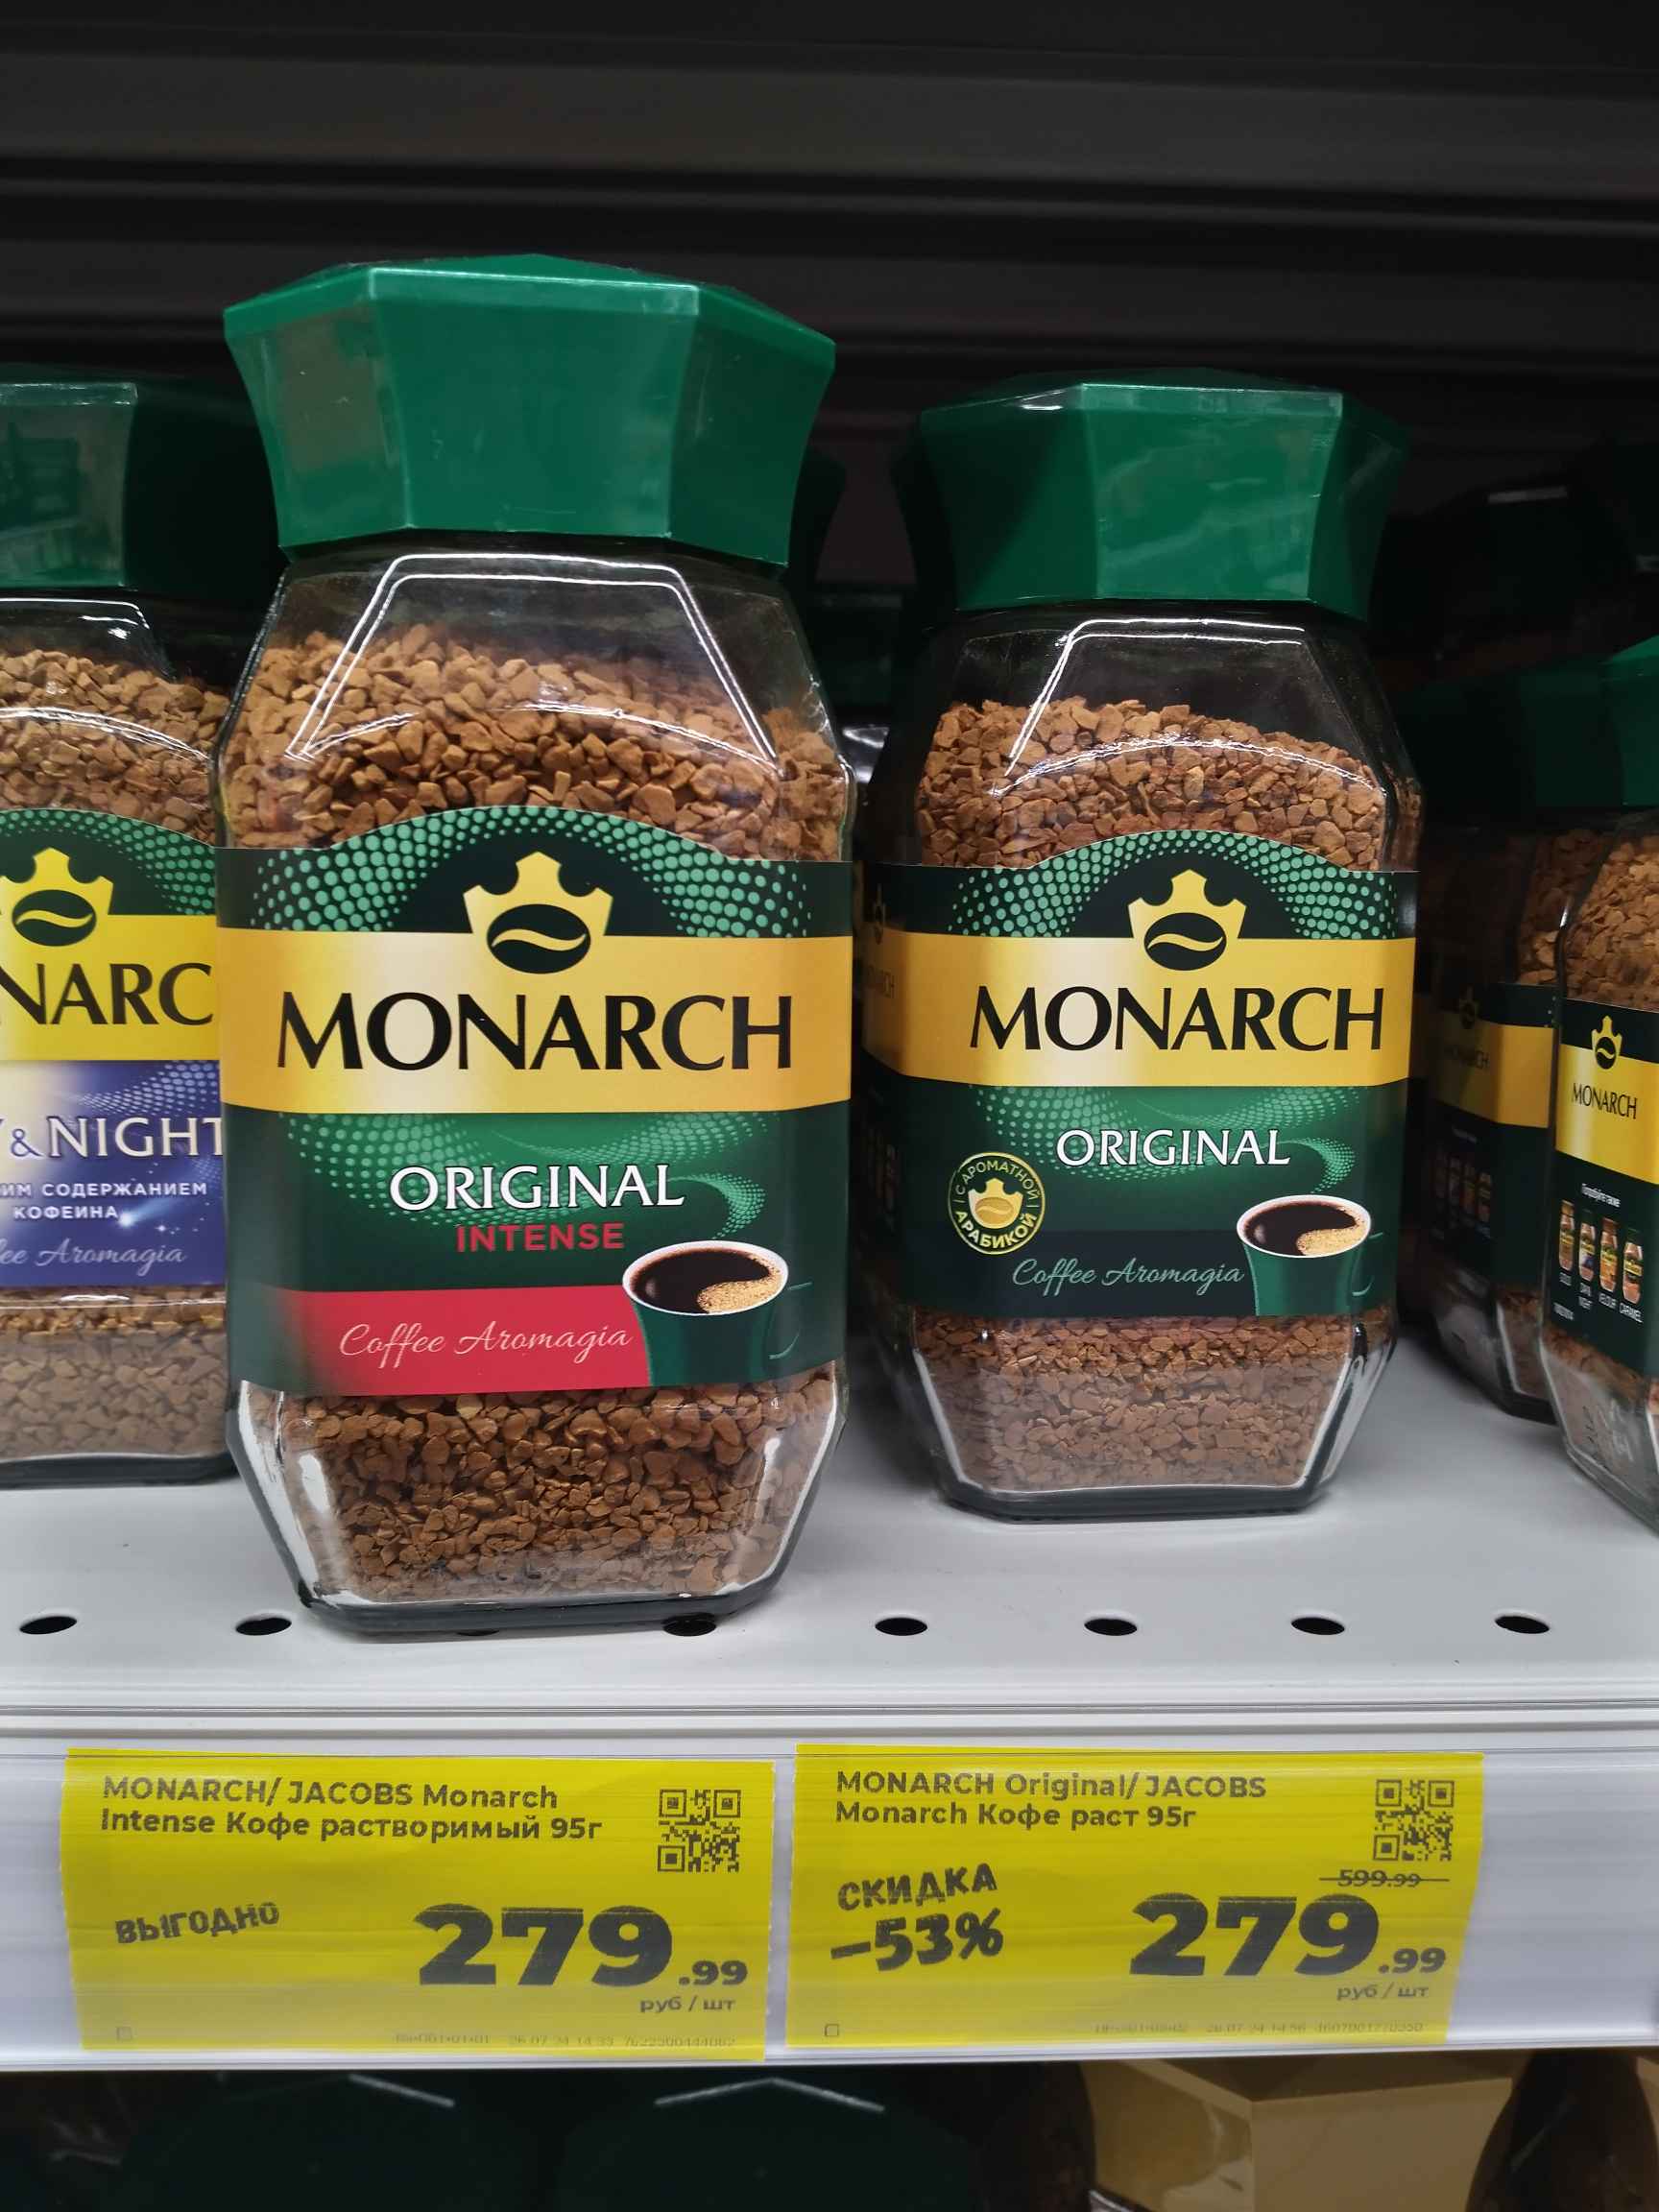 NARC
&NIGHT
ИМ СОДЕРЖАНИЕМ
КОФЕИНА
ee Aromagia
MONARCH
ORIGINAL
INTENSE
Coffee Aromagia
MONARCH
ORIGINAL
С АРОМАТНОЙ
АРАБИКОЙ
Coffee Aromagia
MONARCH
MONARCH/ JACOBS Monarch
Intense Кофе растворимый 95г
ВЫГОДНО
279.99
руб / шт
MONARCH Original/ JACOBS
Monarch Кофе раст 95г
СКИДКА
-53%
599.99
279.99
руб / шт